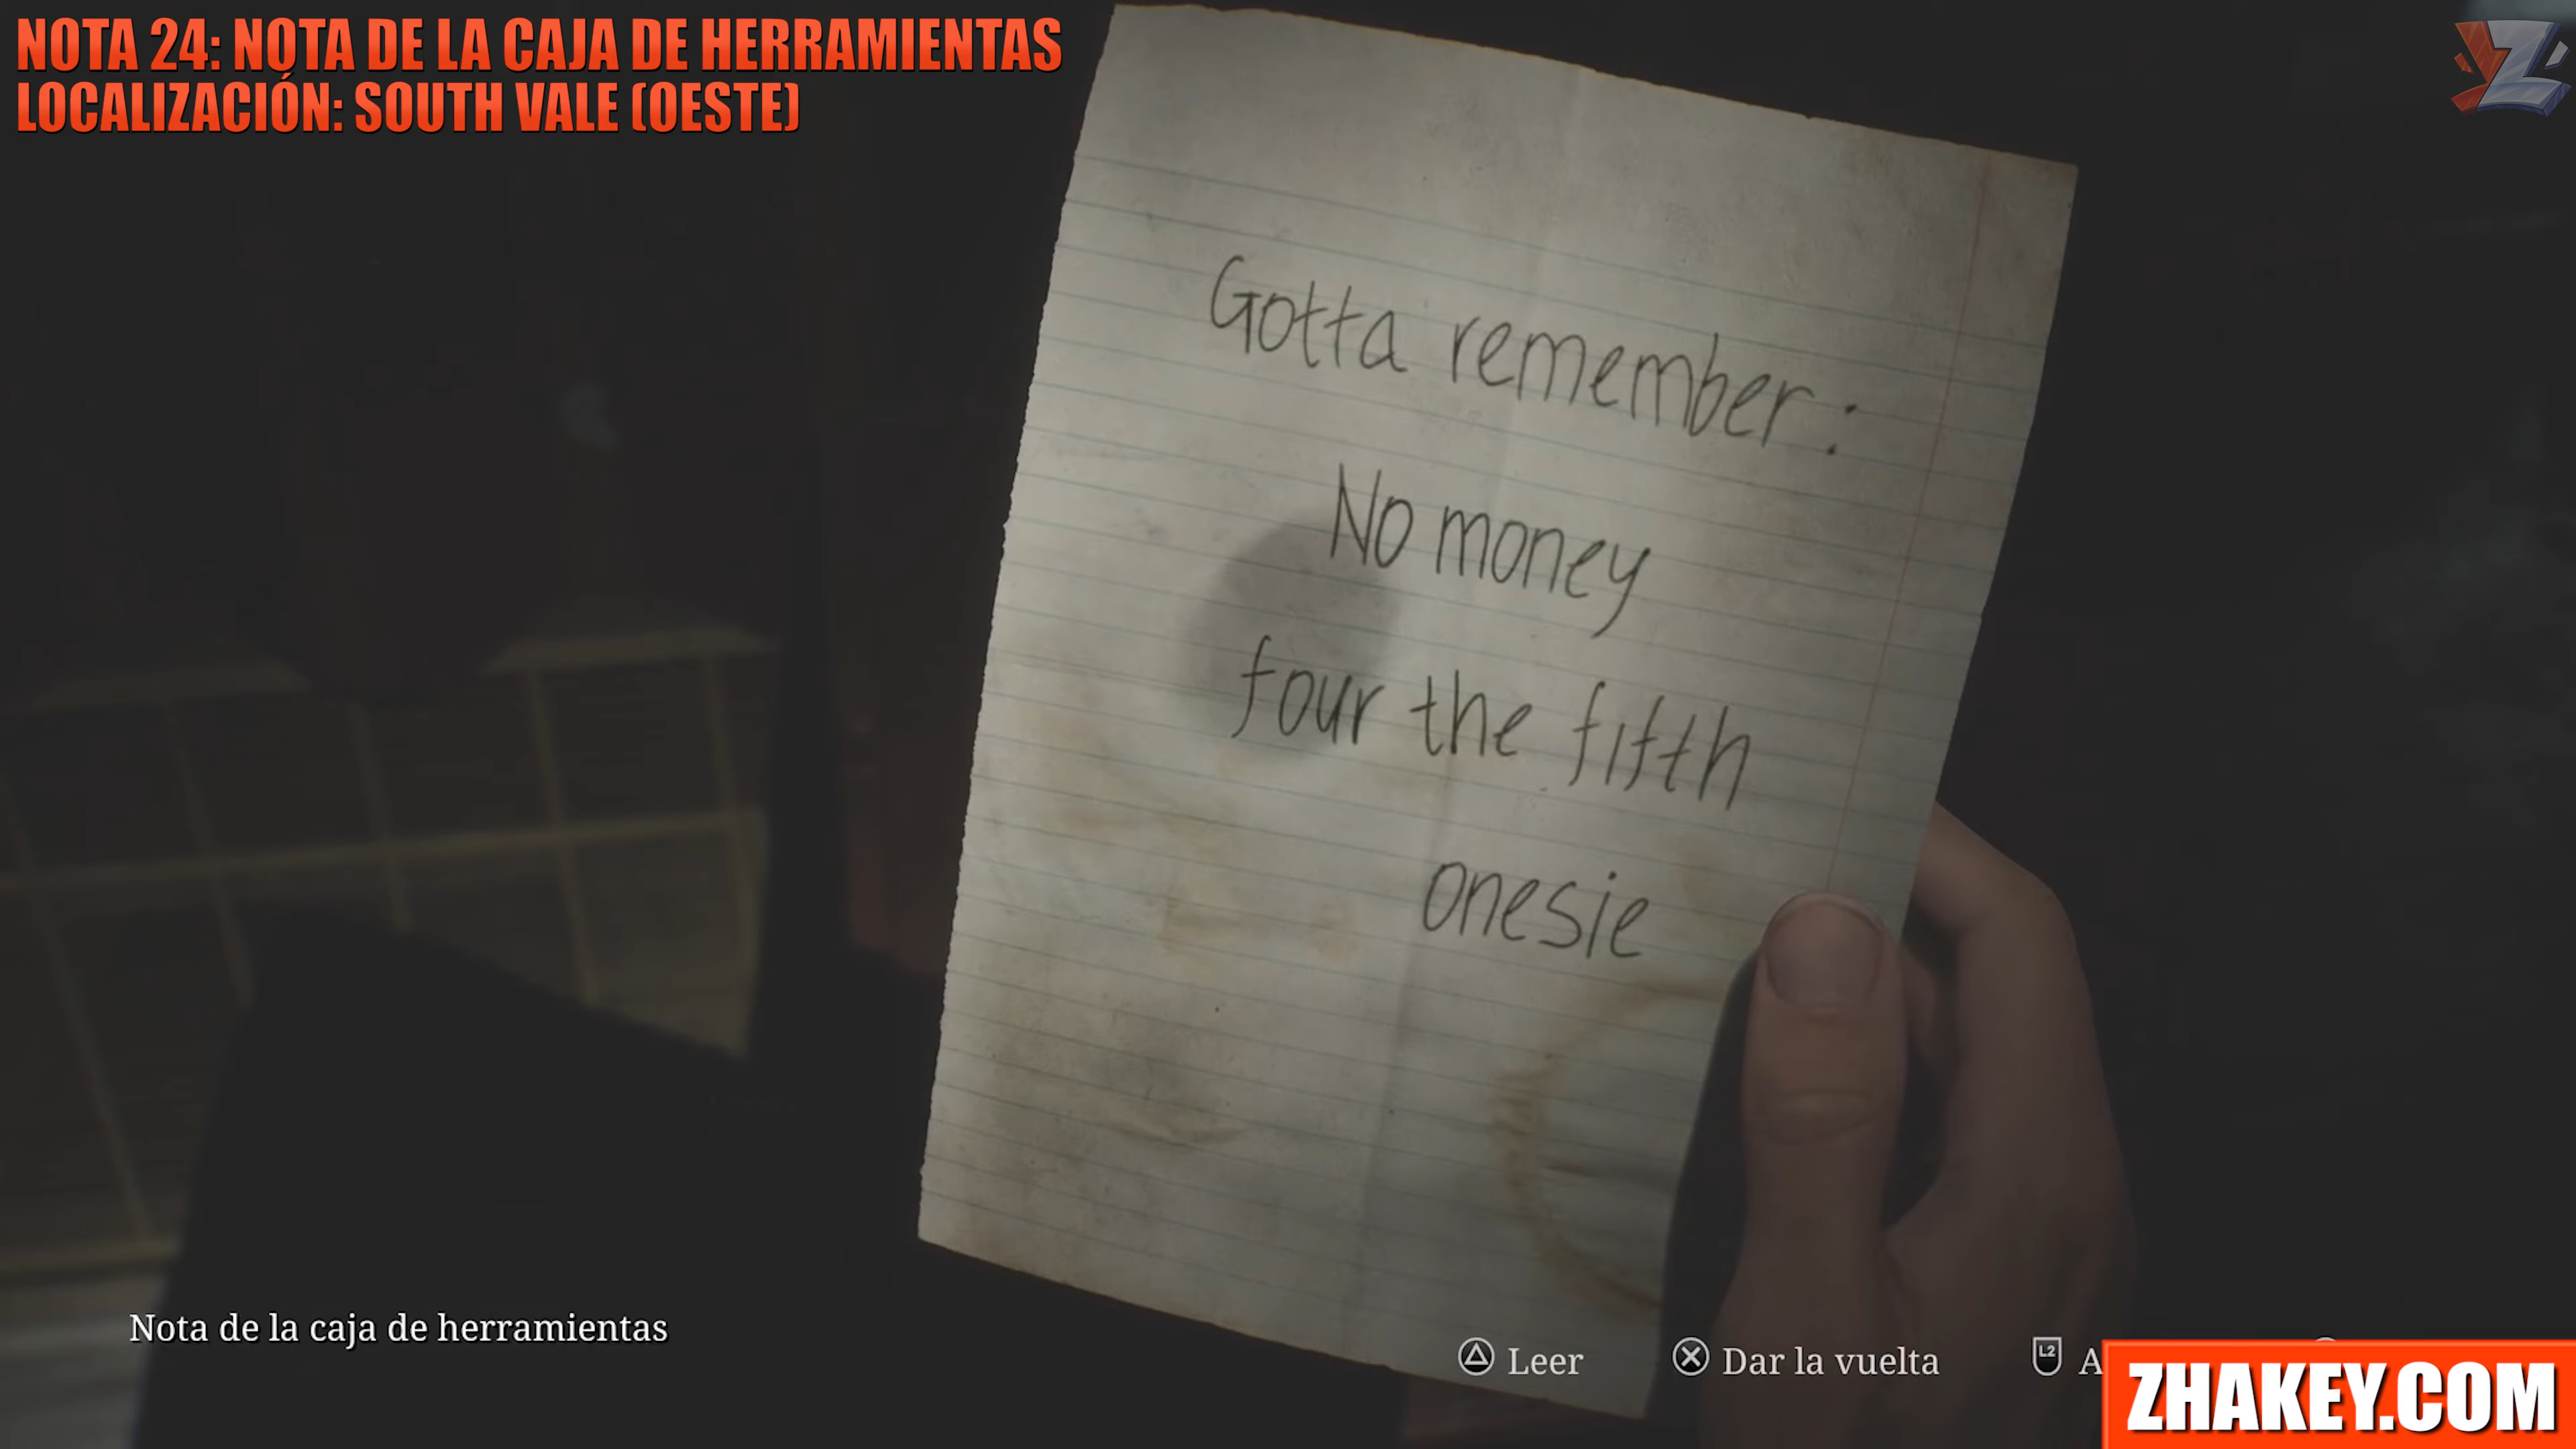 NOTA 24: NOTA DE LA CAJA DE HERRAMIENTAS
LOCALIZACIÓN: SOUTH VALE (OESTE)
Gotta remember:
No money
four the fifth
onesie
Nota de la caja de herramientas
Leer
Dar la vuelta
L2 A
ZHAKEY.COM